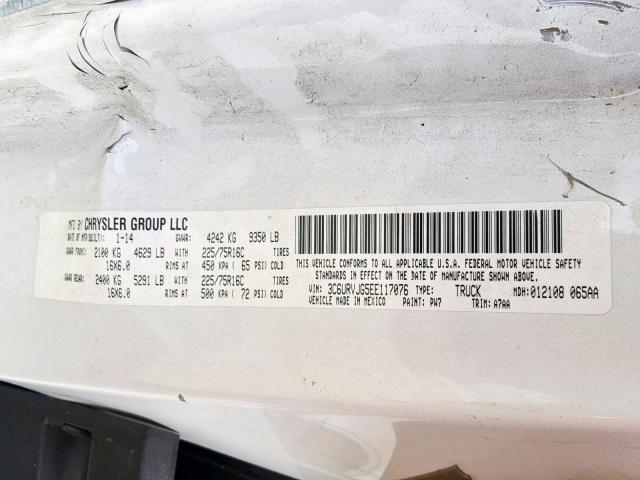 MFD BY CHRYSLER GROUP LLC
DATE OF MFR(BUILT): 1-14 GVWR: 4242 KG 9350 LB
GAWR FRONT: 2100 KG 4629 LB WITH 225/75R16C TIRES
16X6.0 RIMS AT 450 KPA ( 65 PSI) COLD
GAWR REAR: 2400 KG 5291 LB WITH 225/75R16C TIRES
16X6.0 RIMS AT 500 KPA ( 72 PSI) COLD
THIS VEHICLE CONFORMS TO ALL APPLICABLE U.S.A. FEDERAL MOTOR VEHICLE SAFETY
STANDARDS IN EFFECT ON THE DATE OF MANUFACTURE SHOWN ABOVE.
VIN: 3C6URVJG5EE117076 TYPE: TRUCK MDH: 012108 065AA
MADE IN MEXICO PAINT: PW7 TRIM: A7AA